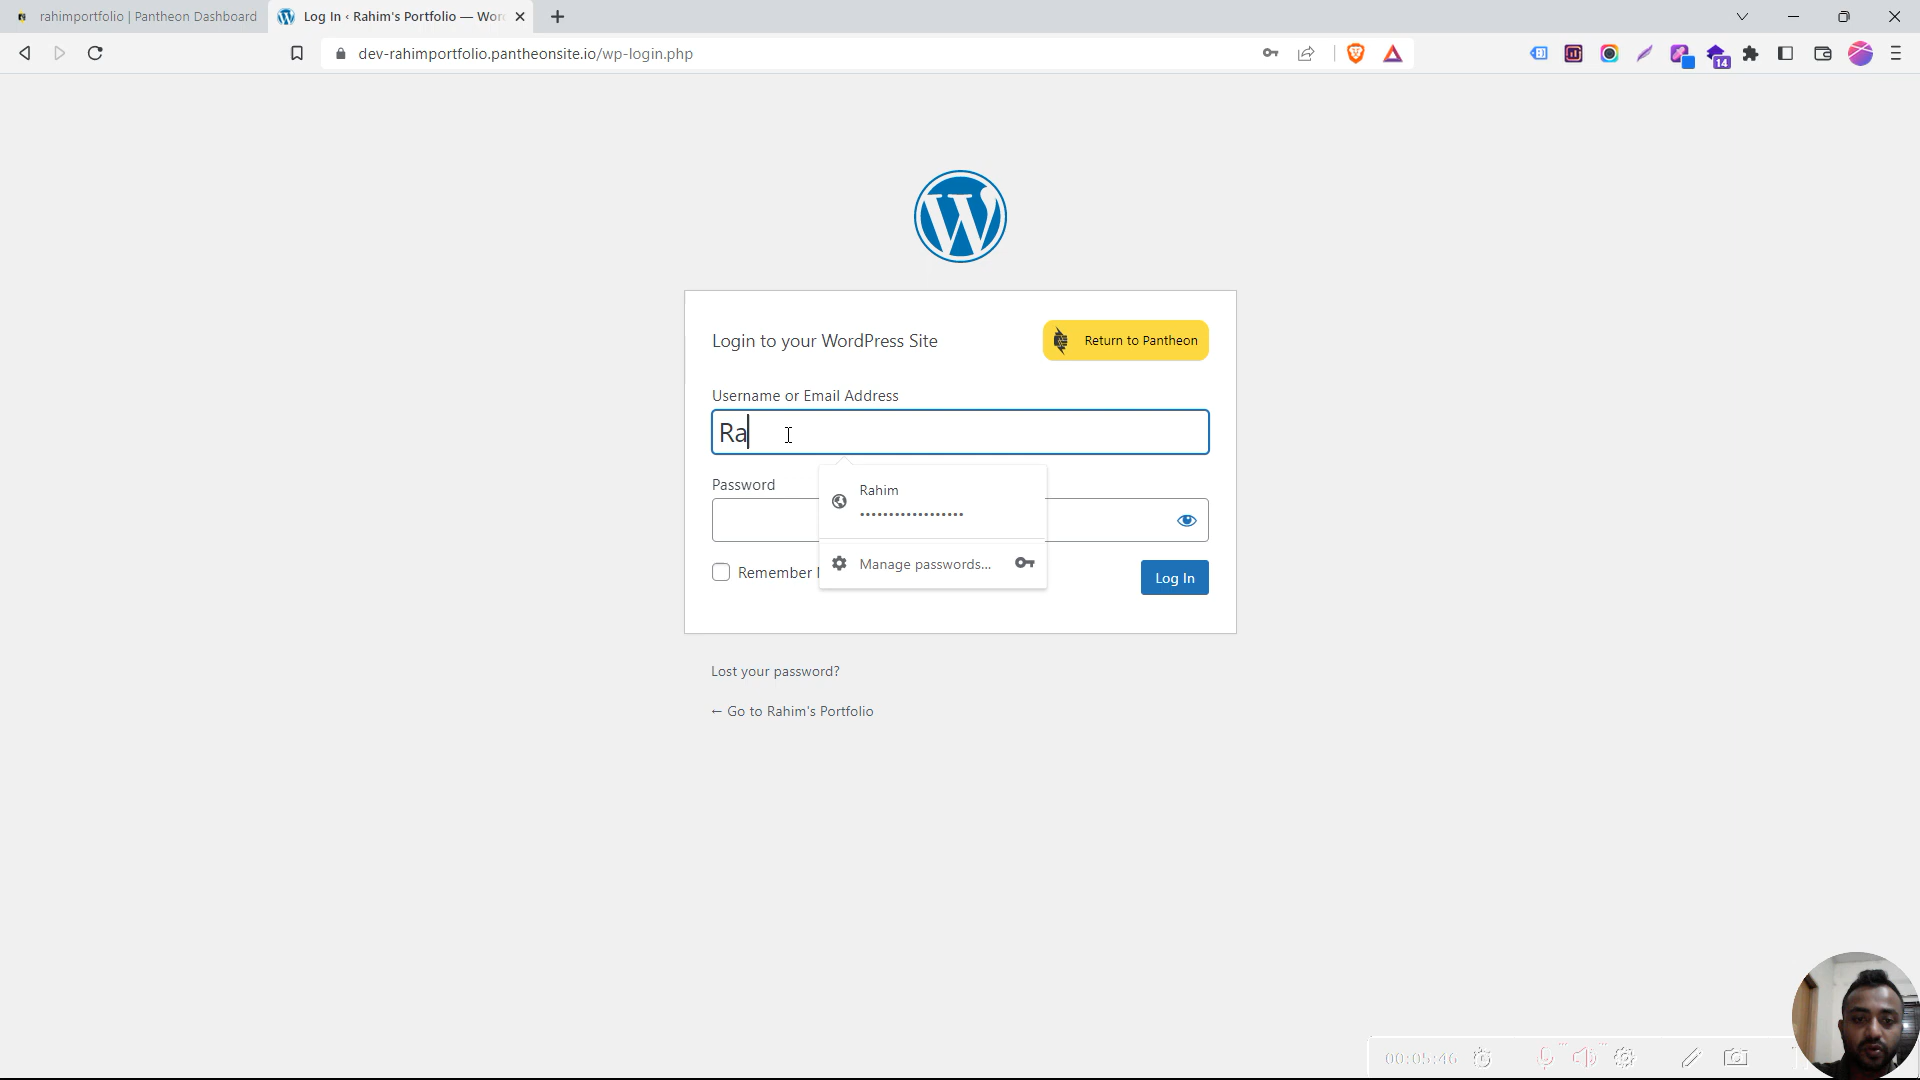 rahimportfolio | Pantheon Dashboard
Log In ‹ Rahim's Portfolio — Wor
dev-rahimportfolio.pantheonsite.io/wp-login.php
14
Login to your WordPress Site
Return to Pantheon
Username or Email Address
Ra
Password
Rahim
••••••••••••••••••
Manage passwords...
Remember
Log In
Lost your password?
← Go to Rahim's Portfolio
00:05:46